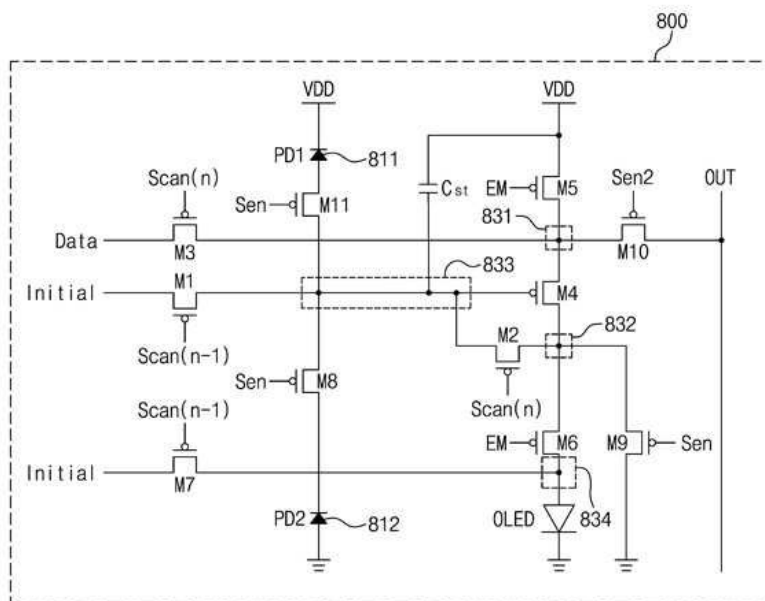 800
VDD
VDD
PD1
811
Scan(n)
Cst
EM
M5
Sen2
OUT
Sen
M11
831
Data
M3
M10
833
Initial
M1
M4
M2
832
Scan(n-1)
Sen
M8
Scan(n)
Scan(n-1)
EM
M6
M9
Sen
Initial
M7
PD2
812
OLED
834